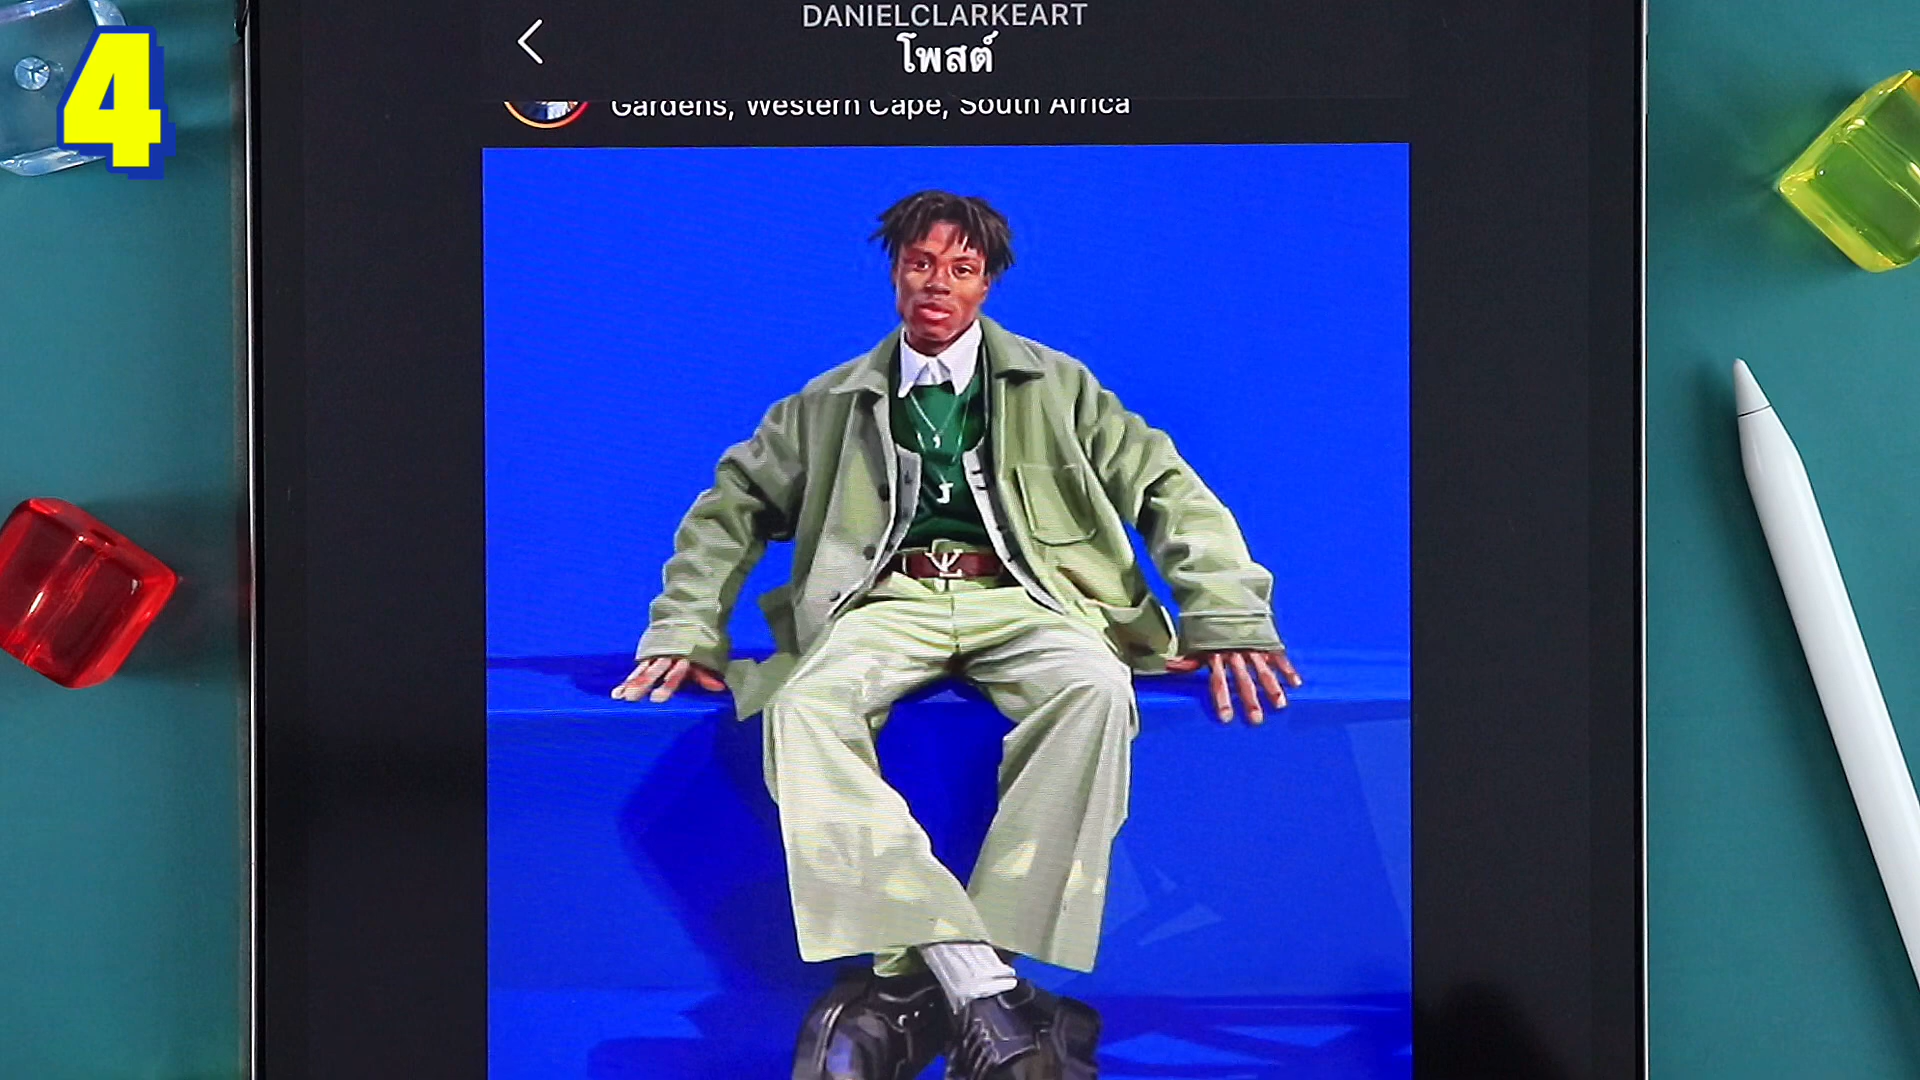 4
DANIELCLARKEART
โพสต์
Gardens, Western Cape, South Africa